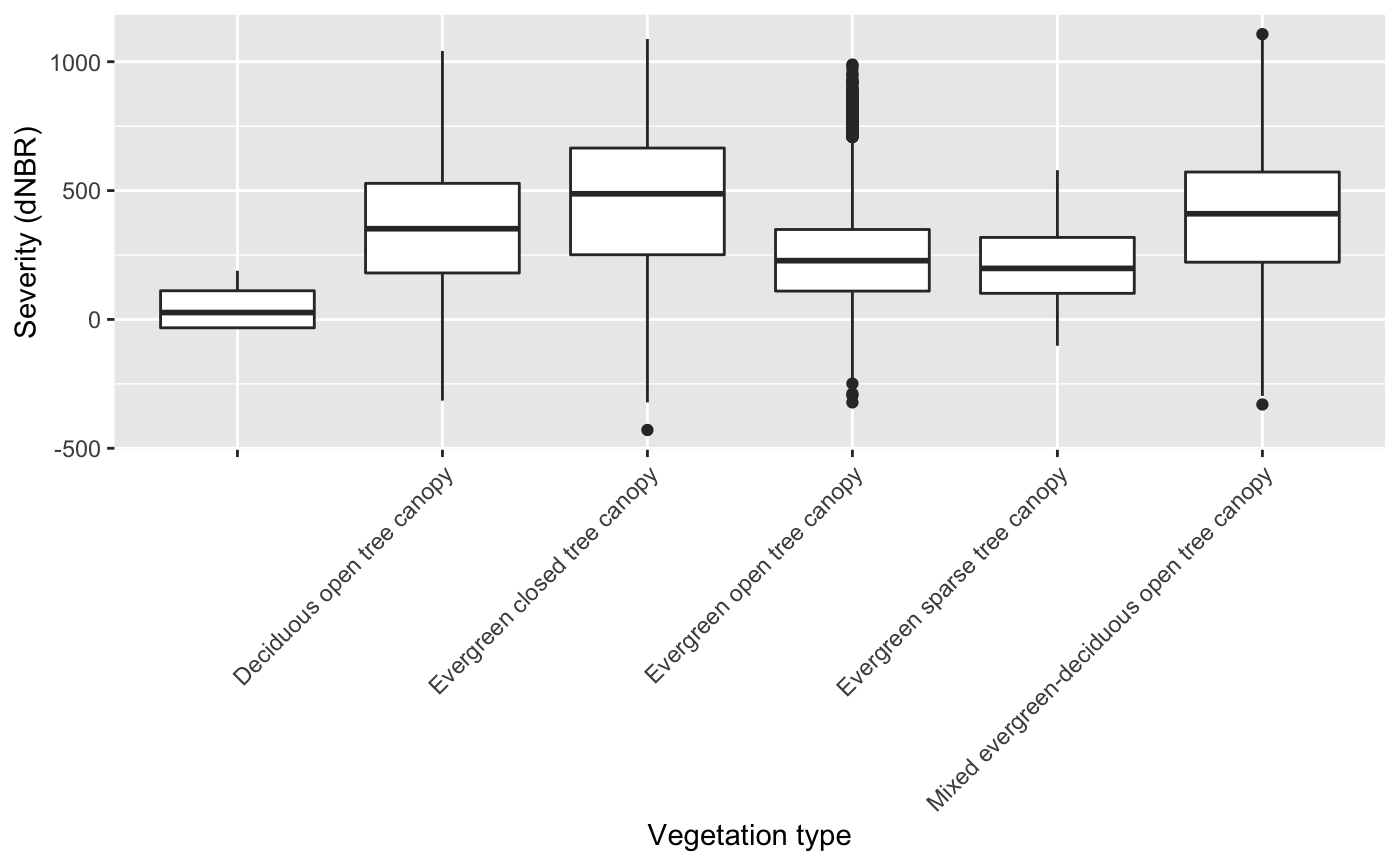 Severity (dNBR)
1000
500
0
-500
Deciduous open tree canopy
Evergreen closed tree canopy
Evergreen open tree canopy
Evergreen sparse tree canopy
Mixed evergreen-deciduous open tree canopy
Vegetation type